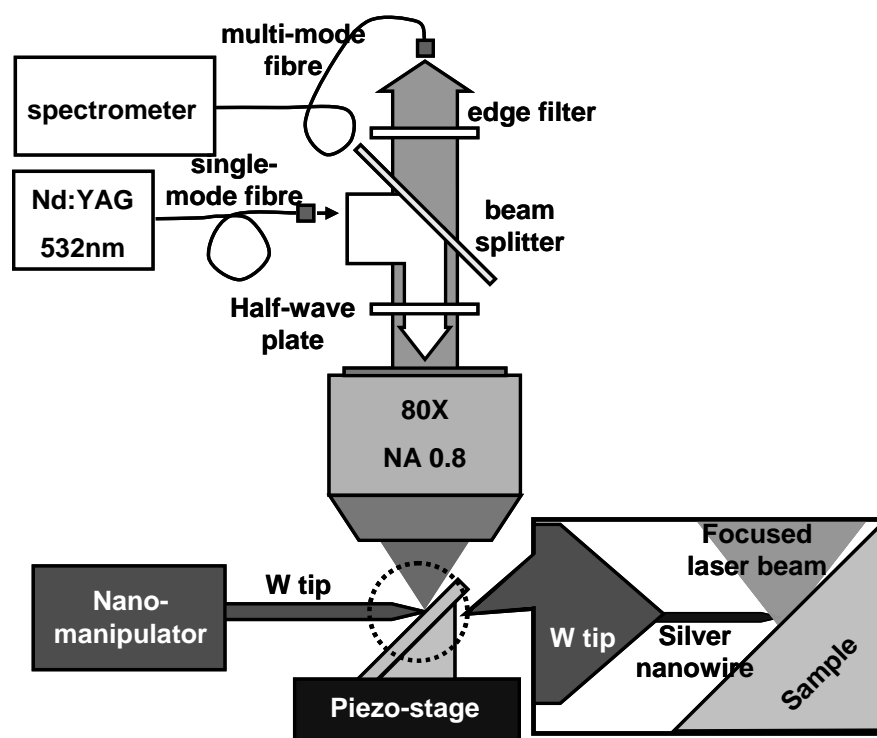 multi-mode
fibre
spectrometer
edge filter
single-
mode fibre
Nd:YAG
532nm
beam
splitter
Half-wave
plate
80X
NA 0.8
Focused
laser beam
W tip
Nano-
manipulator
W tip
Silver
nanowire
Sample
Piezo-stage